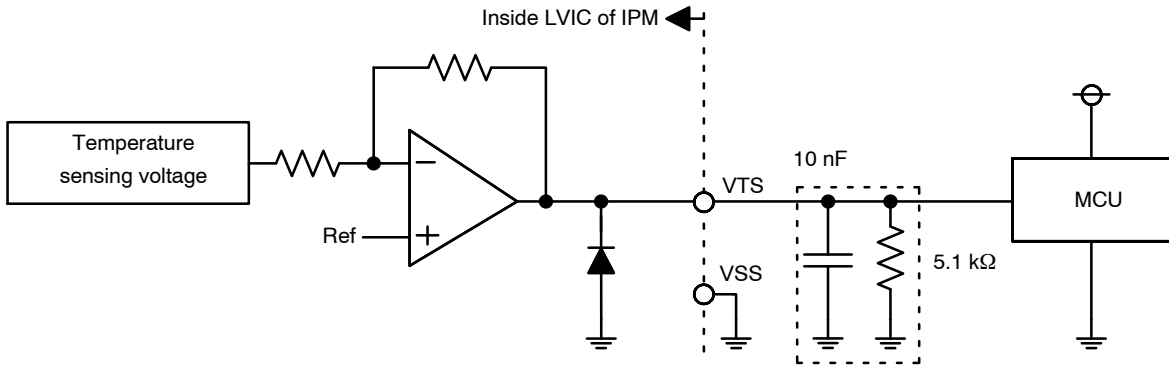 Inside LVIC of IPM
Temperature
sensing voltage
−
+
Ref
VTS
VSS
10 nF
5.1 kΩ
MCU